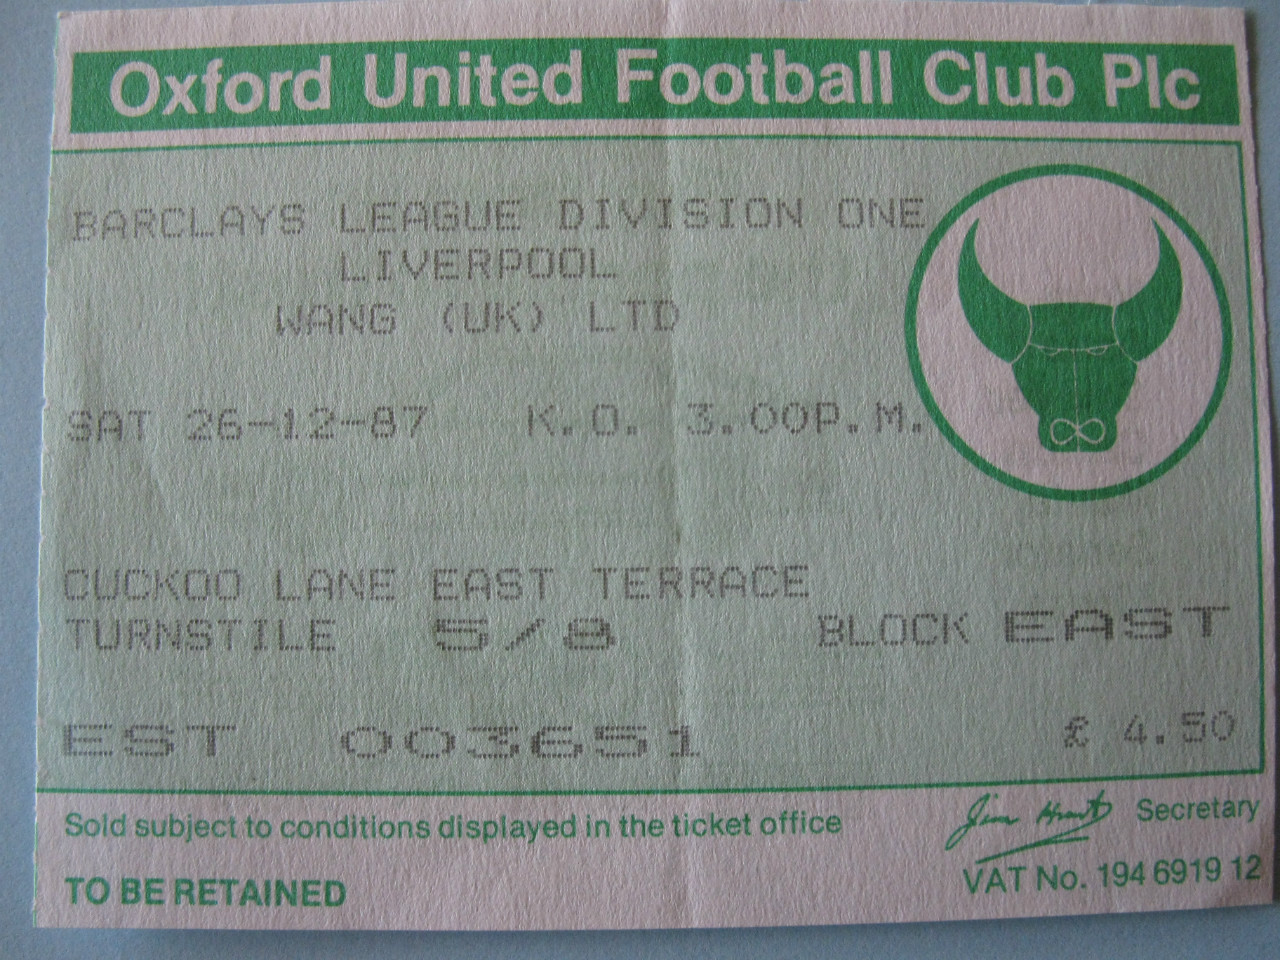 Oxford United Football Club Plc
BARCLAYS LEAGUE DIVISION ONE
LIVERPOOL
WANG (UK) LTD
SAT 26-12-87 K.O. 3.00P.M.
CUCKOO LANE EAST TERRACE
TURNSTILE 5/8 BLOCK EAST
EST 003651 £ 4.50
Sold subject to conditions displayed in the ticket office
Jim Hunt Secretary
TO BE RETAINED
VAT No. 194 6919 12